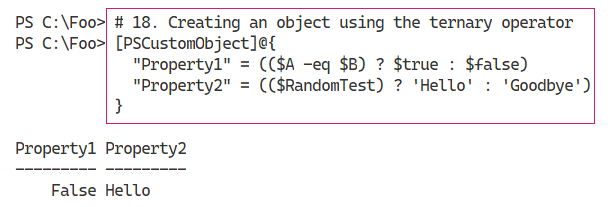 PS C:\Foo> # 18. Creating an object using the ternary operator
PS C:\Foo> [PSCustomObject]@{
  "Property1" = (($A -eq $B) ? $true : $false)
  "Property2" = (($RandomTest) ? 'Hello' : 'Goodbye')
}
Property1 Property2
--------- ---------
    False Hello